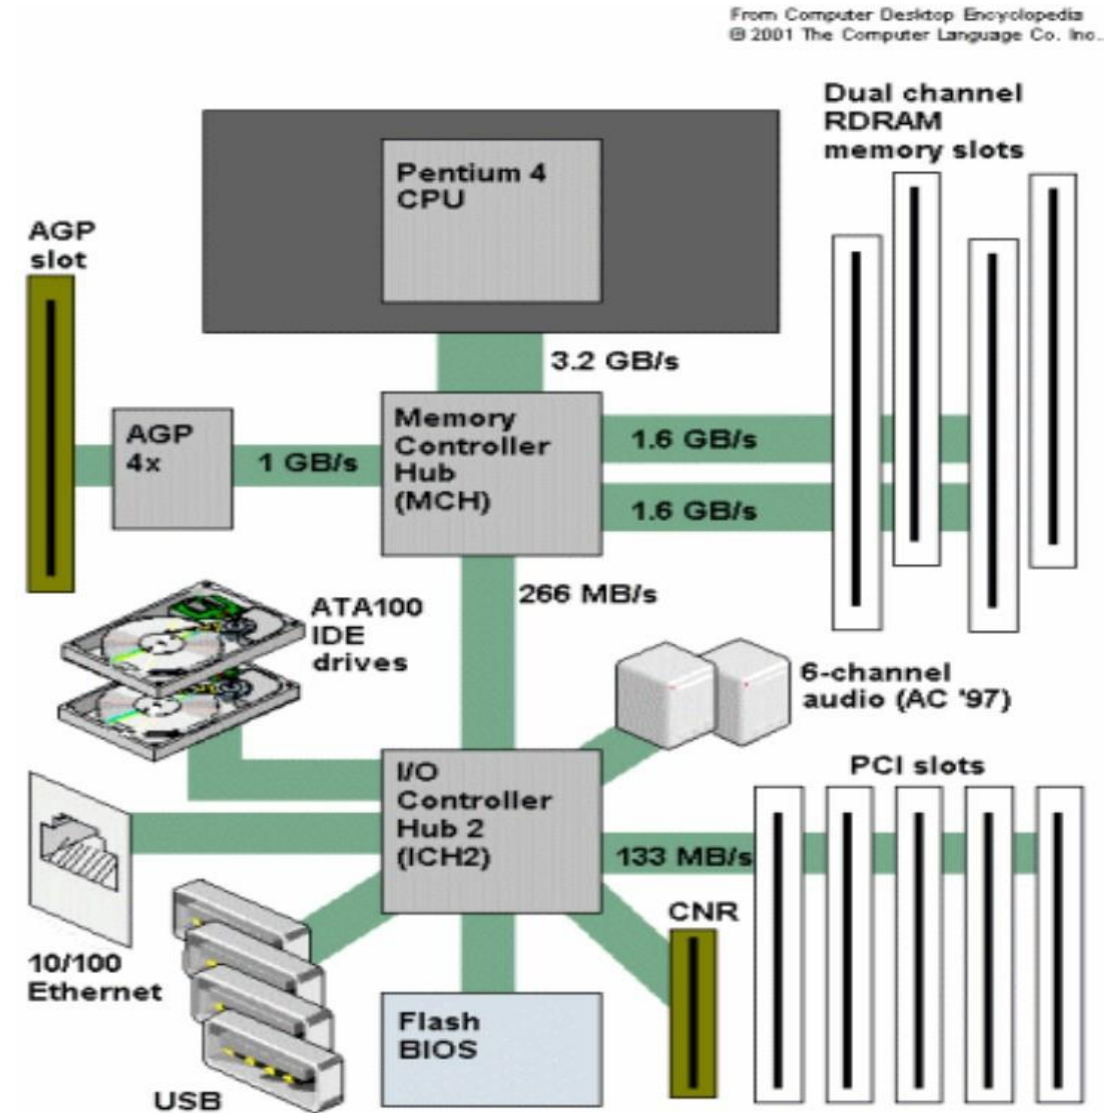 From Computer Desktop Encyclopedia
© 2001 The Computer Language Co. Inc.
Dual channel
RDRAM
memory slots
Pentium 4
CPU
AGP
slot
3.2 GB/s
Memory
Controller
Hub
(MCH)
AGP
4x
1 GB/s
1.6 GB/s
1.6 GB/s
266 MB/s
ATA100
IDE
drives
6-channel
audio (AC '97)
I/O
Controller
Hub 2
(ICH2)
PCI slots
133 MB/s
CNR
10/100
Ethernet
Flash
BIOS
USB